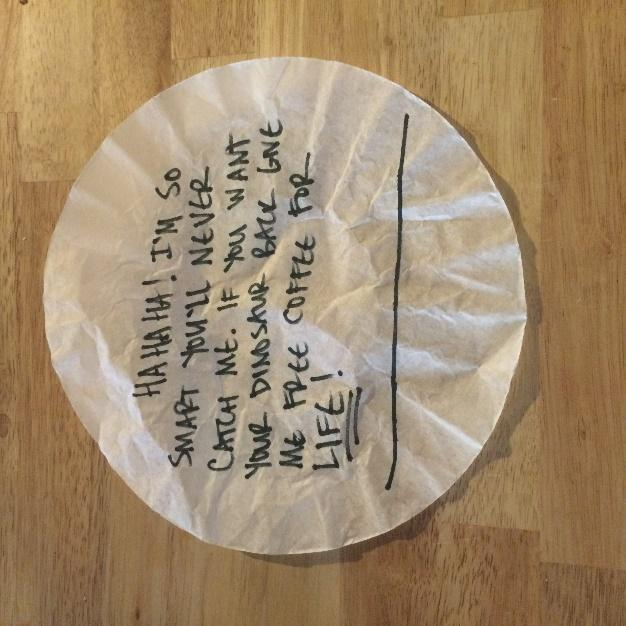 HAHAHA! I'M SO
SMART YOU'LL NEVER
CATCH ME. IF YOU WANT
YOUR DINOSAUR BACK GIVE
ME FREE COFFEE FOR
LIFE!